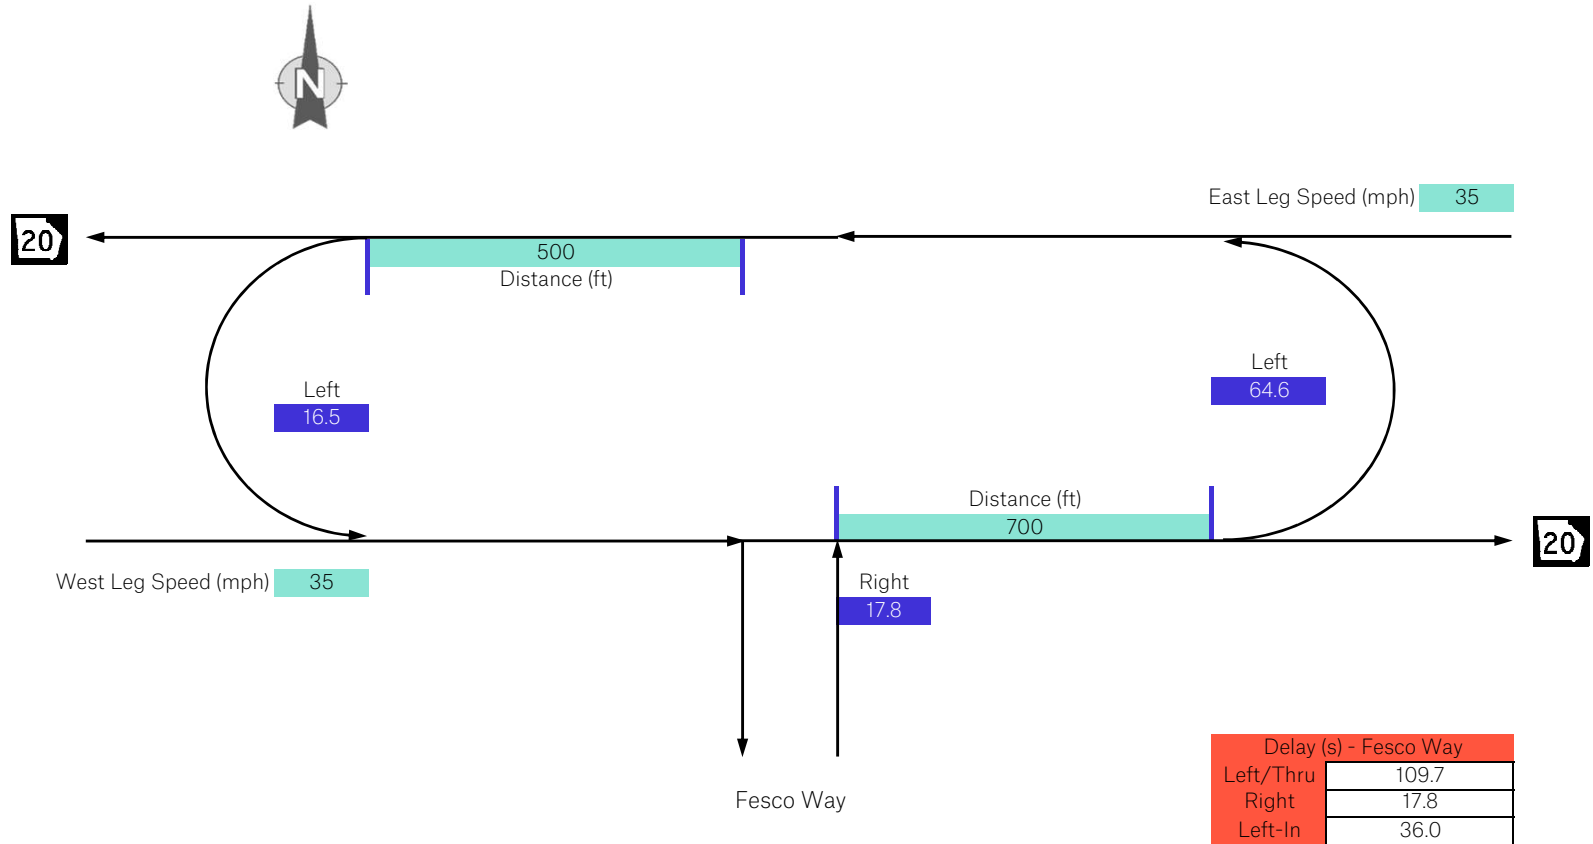 N
East Leg Speed (mph) 35
20
500
Distance (ft)
Left
64.6
Left
16.5
Distance (ft)
700
20
West Leg Speed (mph) 35
Right
17.8
Delay (s) - Fesco Way
Left/Thru 109.7
Fesco Way
Right 17.8
Left-In 36.0